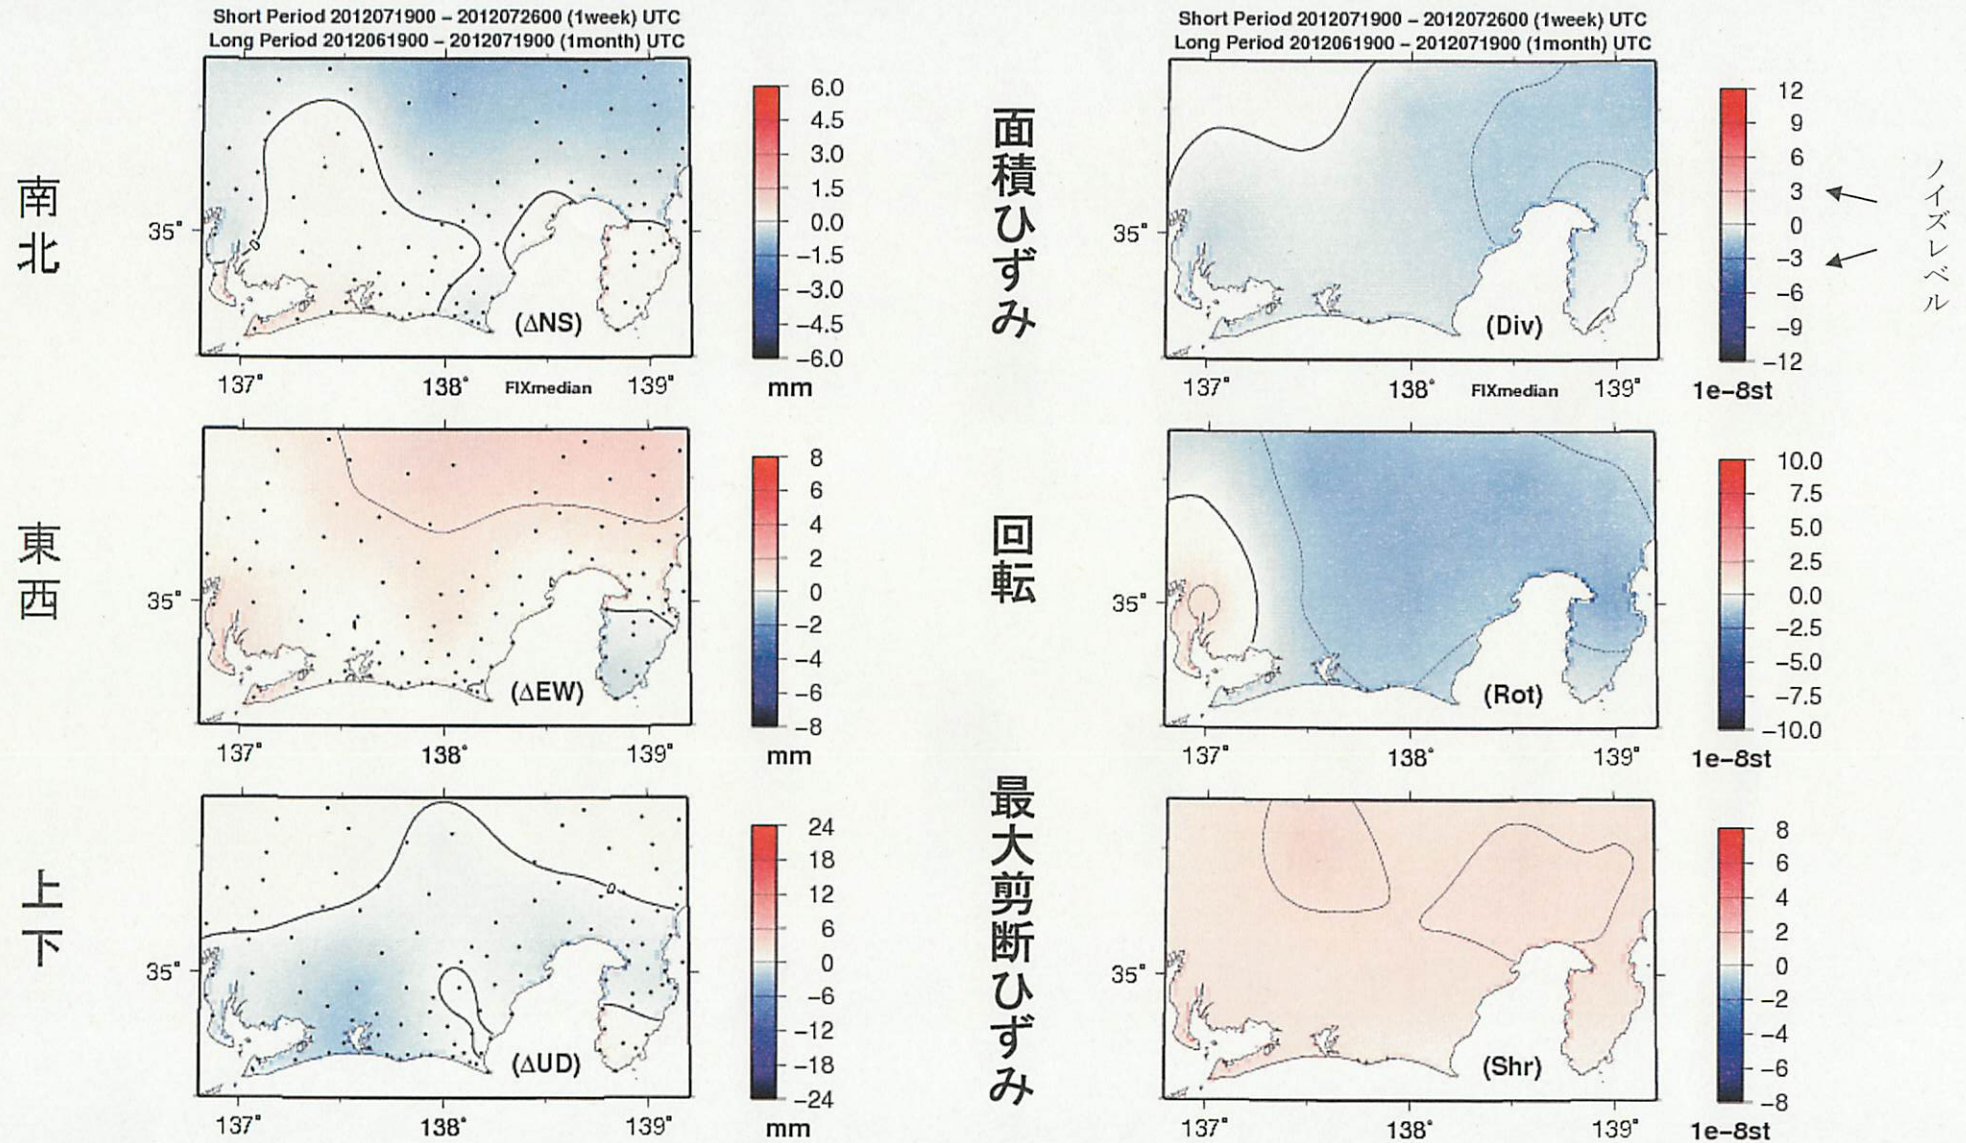 Short Period 2012071900 – 2012072600 (1week) UTC
Long Period 2012061900 – 2012071900 (1month) UTC
南北
35°
0
(ΔNS)
137° 138° FIXmedian 139°
6.0
4.5
3.0
1.5
0.0
−1.5
−3.0
−4.5
−6.0
mm
東西
35°
(ΔEW)
137° 138° 139°
8
6
4
2
0
−2
−4
−6
−8
mm
上下
0
35°
(ΔUD)
137° 138° 139°
24
18
12
6
0
−6
−12
−18
−24
mm
Short Period 2012071900 – 2012072600 (1week) UTC
Long Period 2012061900 – 2012071900 (1month) UTC
面積ひずみ
35°
(Div)
137° 138° FIXmedian 139°
12
9
6
3
0
−3
−6
−9
−12
1e−8st
ノイズレベル
回転
35°
(Rot)
137° 138° 139°
10.0
7.5
5.0
2.5
0.0
−2.5
−5.0
−7.5
−10.0
1e−8st
最大剪断ひずみ
35°
(Shr)
137° 138° 139°
8
6
4
2
0
−2
−4
−6
−8
1e−8st